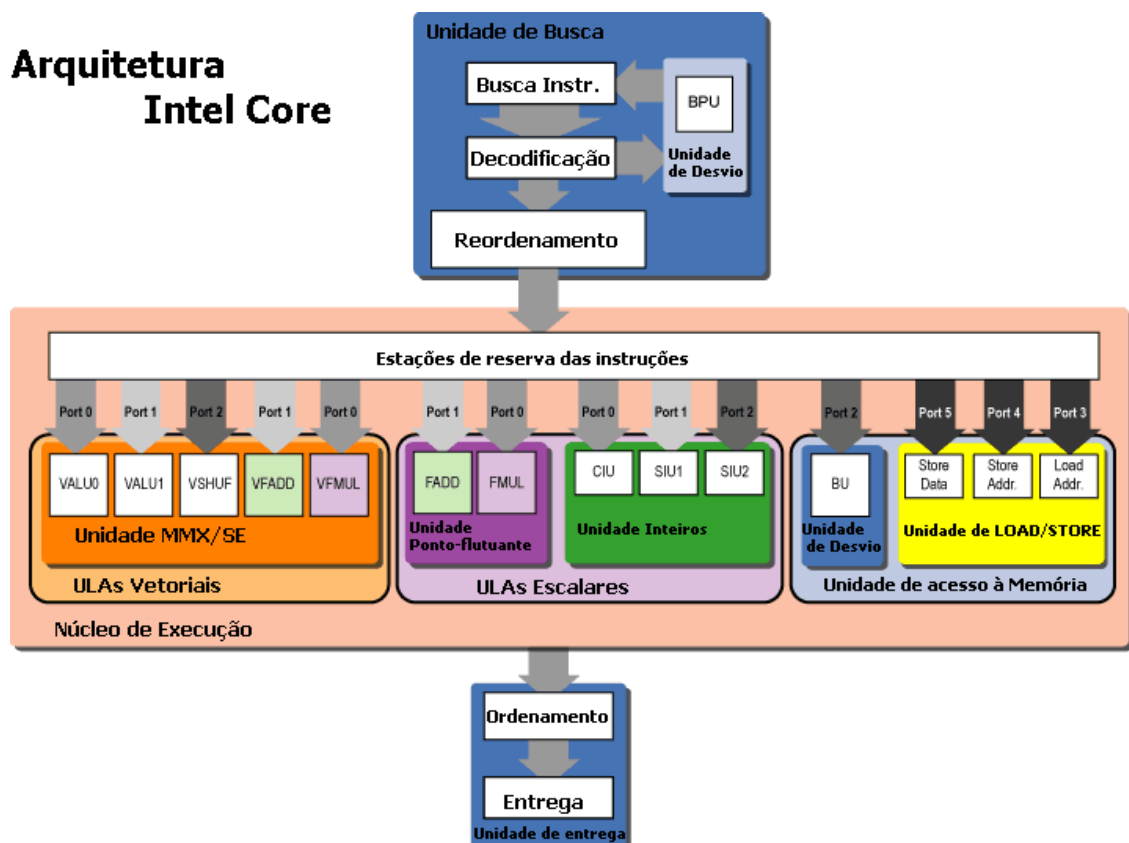 Arquitetura
Intel Core
Unidade de Busca
Busca Instr.
BPU
Decodificação
Unidade
de Desvio
Reordenamento
Estações de reserva das instruções
Port 0 Port 1 Port 2 Port 1 Port 0 Port 1 Port 0 Port 0 Port 1 Port 2 Port 2 Port 5 Port 4 Port 3
VALU0 VALU1 VSHUF VFADD VFMUL
Unidade MMX/SE
ULAs Vetoriais
FADD FMUL
Unidade
Ponto-flutuante
CIU SIU1 SIU2
Unidade Inteiros
ULAs Escalares
BU
Unidade
de Desvio
Store
Data
Store
Addr.
Load
Addr.
Unidade de LOAD/STORE
Unidade de acesso à Memória
Núcleo de Execução
Ordenamento
Entrega
Unidade de entrega